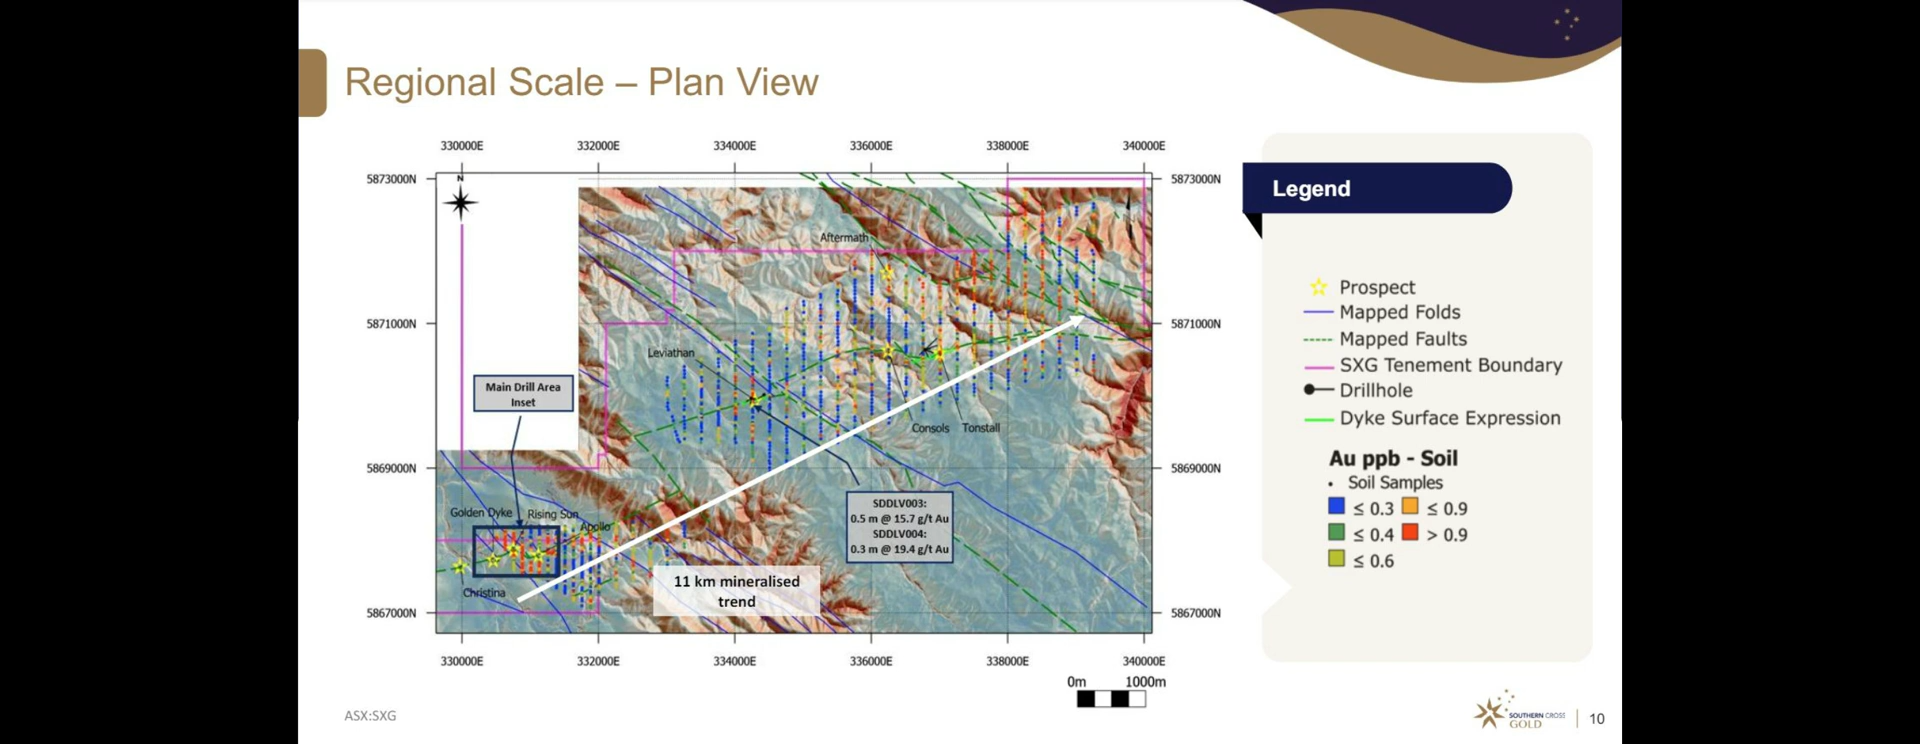 Regional Scale – Plan View
330000E 332000E 334000E 336000E 338000E 340000E
5873000N
N
5873000N
Aftermath
5871000N
5871000N
Leviathan
Main Drill Area
Inset
Consols Tonstall
5869000N
5869000N
Golden Dyke Rising Sun
Apollo
SDDLV003:
0.5 m @ 15.7 g/t Au
SDDLV004:
0.3 m @ 19.4 g/t Au
Christina
11 km mineralised
trend
5867000N
5867000N
330000E 332000E 334000E 336000E 338000E 340000E
0m 1000m
Legend
Prospect
Mapped Folds
Mapped Faults
SXG Tenement Boundary
Drillhole
Dyke Surface Expression
Au ppb - Soil
Soil Samples
≤ 0.3 ≤ 0.9
≤ 0.4 > 0.9
≤ 0.6
ASX:SXG
SOUTHERN CROSS
GOLD
10